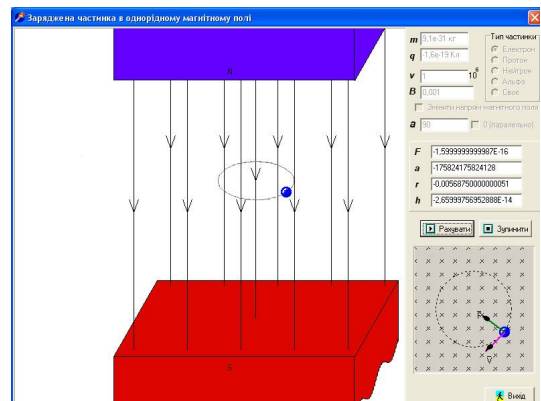 Заряджена частинка в однорідному магнітному полі
N
S
m 9,1e-31 кг
q -1,6e-19 Кл
v 1 10 6
B 0,001
Тип частинки
Електрон
Протон
Нейтрон
Альфа
Своє
Змінити напрям магнітного поля
a 90 0 (паралельно)
F -1,5999999999987E-16
a -175824175824128
r -0,00568750000000051
h -2,65999756952888E-14
Рахувати Зупинити
F
V
Вихід